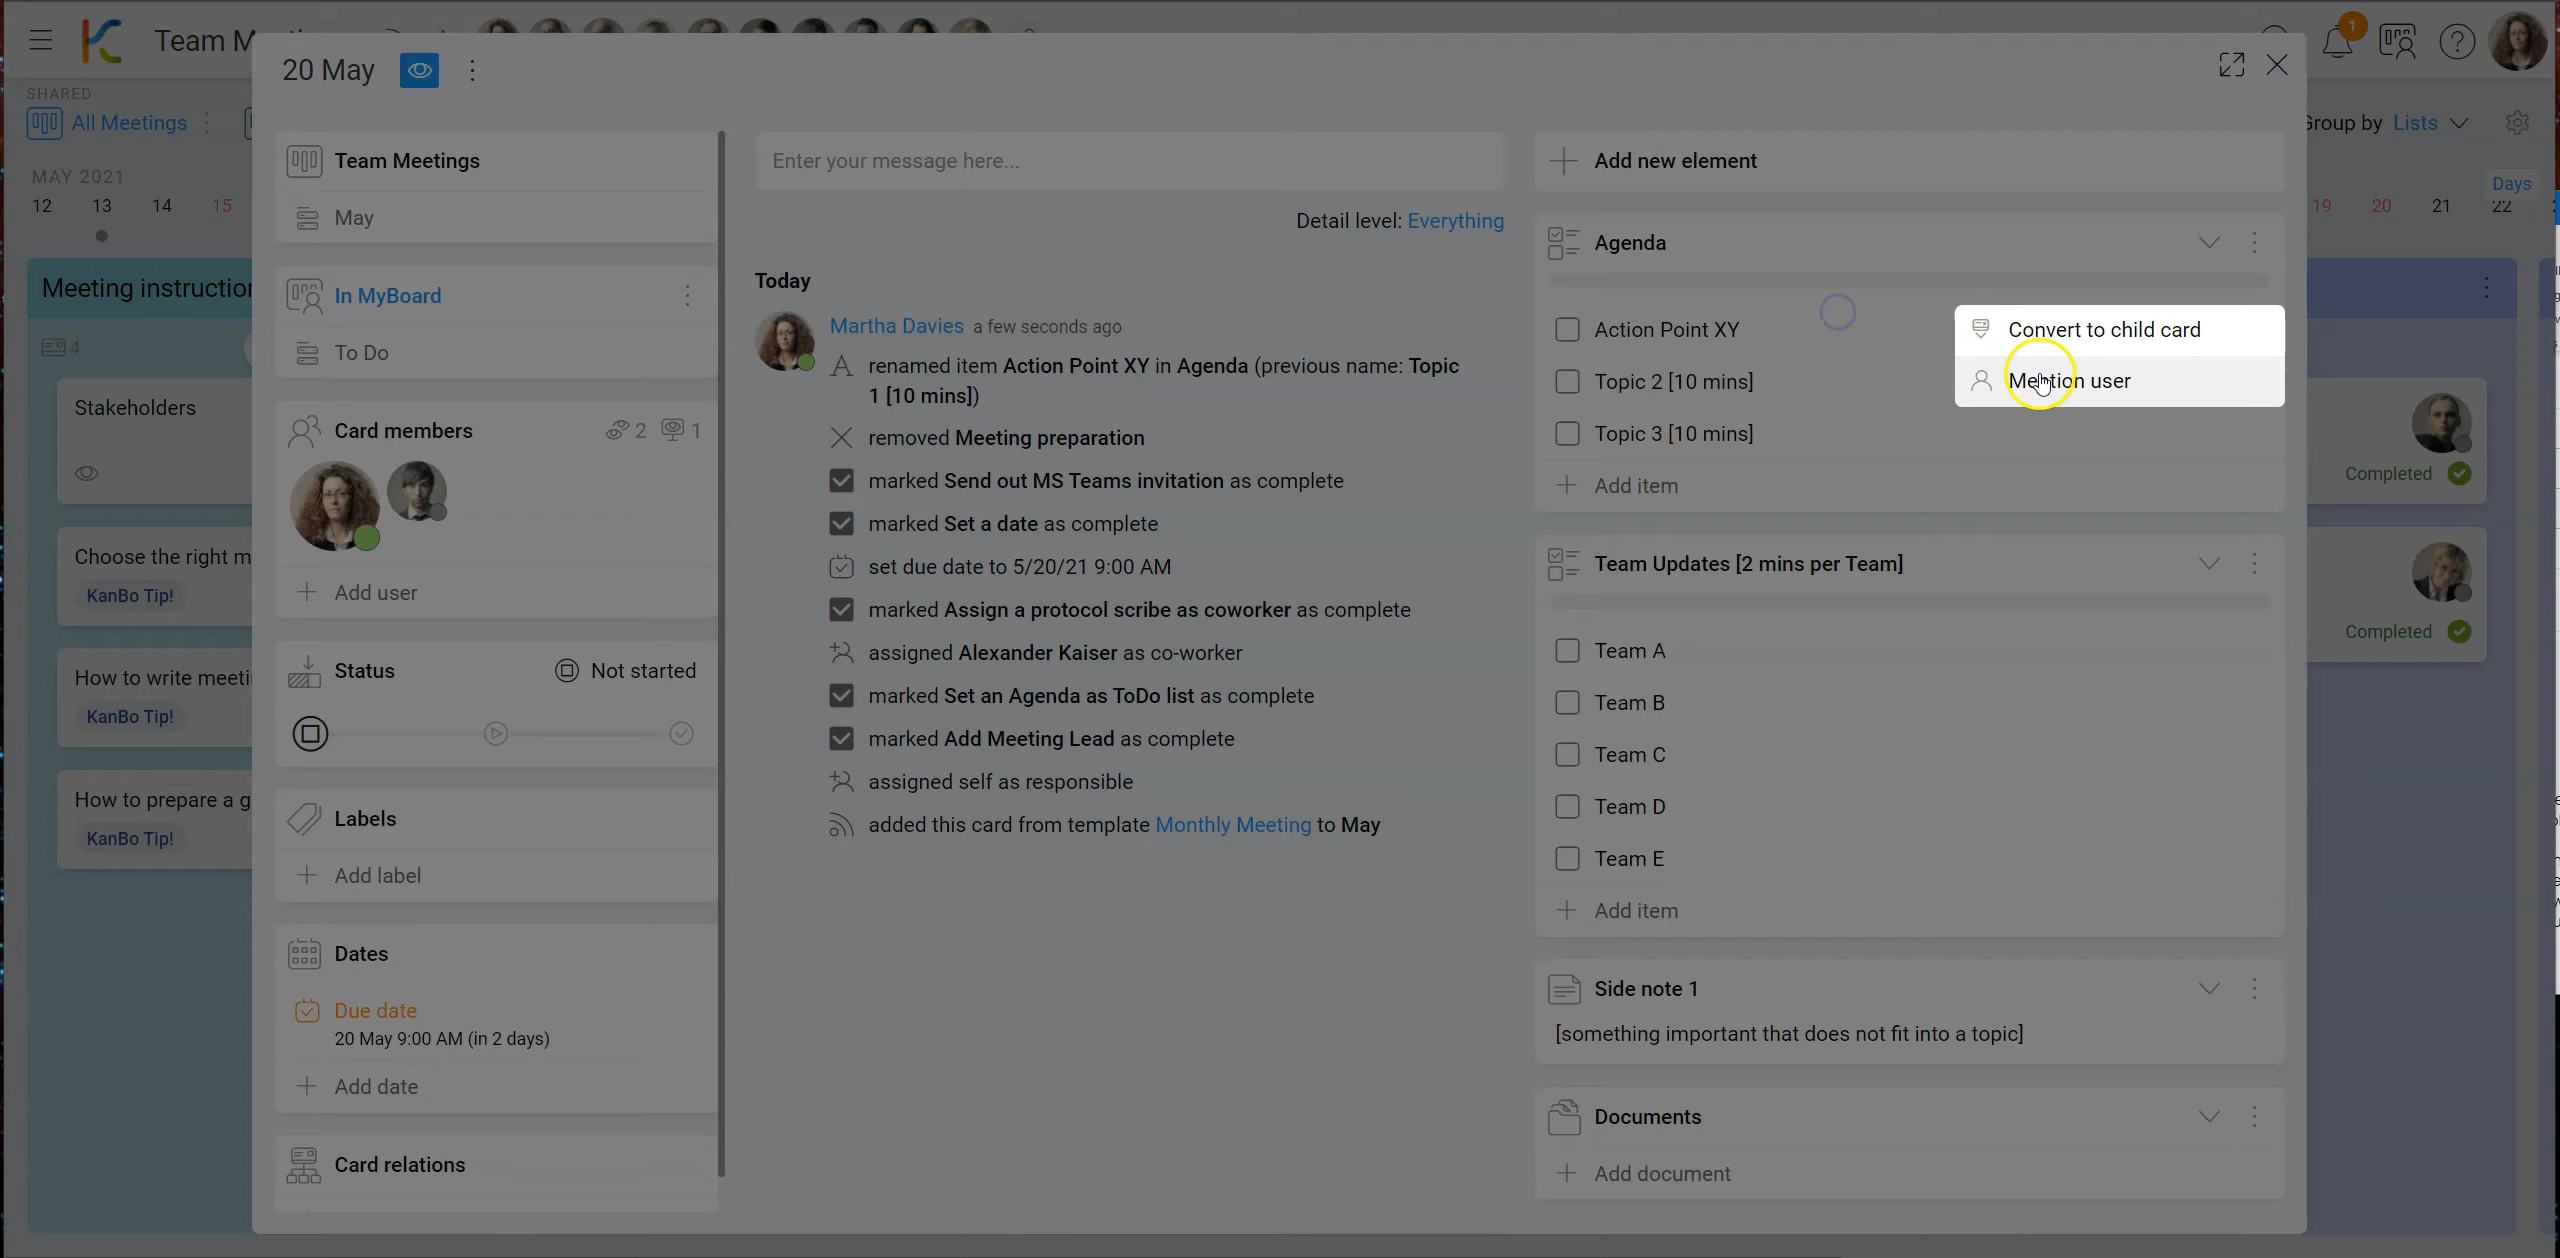 Team M
1
20 May
SHARED
All Meetings
Group by Lists
MAY 2021
12 13 14 15
Days
19 20 21 22
Meeting instruction
4
Stakeholders
Choose the right m
KanBo Tip!
How to write meeti
KanBo Tip!
How to prepare a g
KanBo Tip!
Team Meetings
May
In MyBoard
To Do
Card members
2
1
Add user
Status
Not started
Labels
Add label
Dates
Due date
20 May 9:00 AM (in 2 days)
Add date
Card relations
Enter your message here...
Detail level: Everything
Today
Martha Davies a few seconds ago
renamed item Action Point XY in Agenda (previous name: Topic
1 [10 mins])
removed Meeting preparation
marked Send out MS Teams invitation as complete
marked Set a date as complete
set due date to 5/20/21 9:00 AM
marked Assign a protocol scribe as coworker as complete
assigned Alexander Kaiser as co-worker
marked Set an Agenda as ToDo list as complete
marked Add Meeting Lead as complete
assigned self as responsible
added this card from template Monthly Meeting to May
Add new element
Agenda
Action Point XY
Topic 2 [10 mins]
Topic 3 [10 mins]
Add item
Convert to child card
Mention user
Team Updates [2 mins per Team]
Team A
Team B
Team C
Team D
Team E
Add item
Side note 1
[something important that does not fit into a topic]
Documents
Add document
Completed
Completed